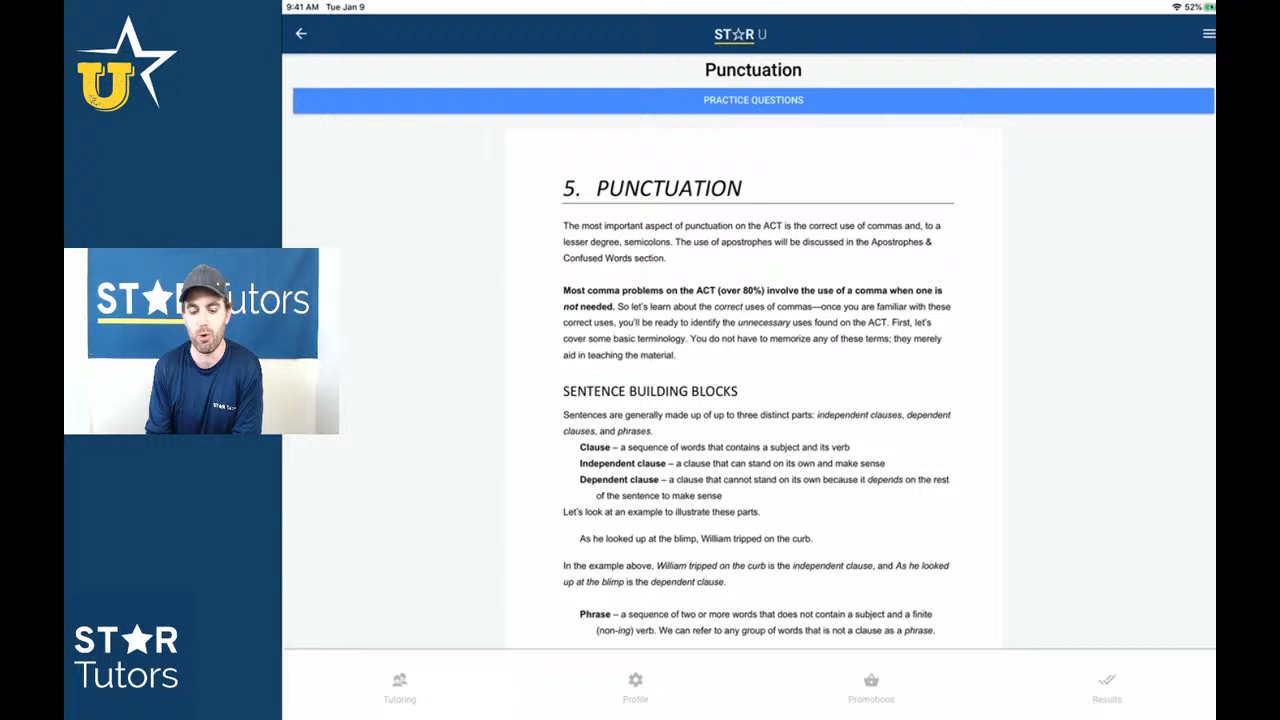 9:41 AM Tue Jan 9
52%
U
ST☆R U
Punctuation
PRACTICE QUESTIONS
5. PUNCTUATION
The most important aspect of punctuation on the ACT is the correct use of commas and, to a
lesser degree, semicolons. The use of apostrophes will be discussed in the Apostrophes &
Confused Words section.
Most comma problems on the ACT (over 80%) involve the use of a comma when one is
not needed. So let's learn about the correct uses of commas—once you are familiar with these
correct uses, you'll be ready to identify the unnecessary uses found on the ACT. First, let's
cover some basic terminology. You do not have to memorize any of these terms; they merely
aid in teaching the material.
SENTENCE BUILDING BLOCKS
Sentences are generally made up of up to three distinct parts: independent clauses, dependent
clauses, and phrases.
Clause – a sequence of words that contains a subject and its verb
Independent clause – a clause that can stand on its own and make sense
Dependent clause – a clause that cannot stand on its own because it depends on the rest
of the sentence to make sense
Let's look at an example to illustrate these parts.
As he looked up at the blimp, William tripped on the curb.
In the example above, William tripped on the curb is the independent clause, and As he looked
up at the blimp is the dependent clause.
Phrase – a sequence of two or more words that does not contain a subject and a finite
(non-ing) verb. We can refer to any group of words that is not a clause as a phrase.
ST★R Tutors
ST★R
Tutors
Tutoring
Profile
Promotions
Results